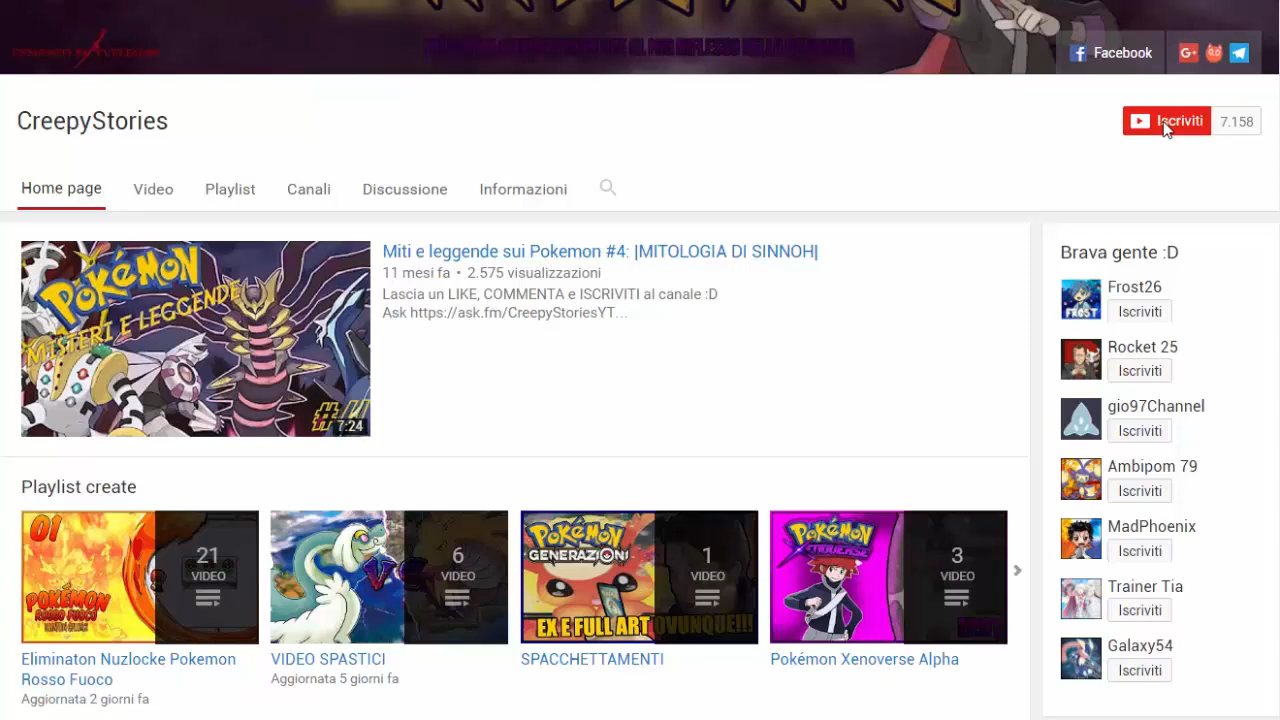 Facebook
CreepyStories
Iscriviti 7.158
Home page Video Playlist Canali Discussione Informazioni
Miti e leggende sui Pokemon #4: |MITOLOGIA DI SINNOH|
11 mesi fa • 2.575 visualizzazioni
Lascia un LIKE, COMMENTA e ISCRIVITI al canale :D
Ask https://ask.fm/CreepyStoriesYT…
POKÉMON
MISTERI E LEGGENDE
#4
7:24
Brava gente :D
Frost26
Iscriviti
FROST
Rocket 25
Iscriviti
gio97Channel
Iscriviti
Ambipom 79
Iscriviti
MadPhoenix
Iscriviti
Trainer Tia
Iscriviti
Galaxy54
Iscriviti
Playlist create
01
POKÉMON
ROSSO FUOCO
21
VIDEO
Eliminaton Nuzlocke Pokemon
Rosso Fuoco
Aggiornata 2 giorni fa
6
VIDEO
VIDEO SPASTICI
Aggiornata 5 giorni fa
POKÉMON
GENERAZIONI
EX E FULL ART OVUNQUE!!!
1
VIDEO
SPACCHETTAMENTI
POKÉMON
XENOVERSE
3
VIDEO
Pokémon Xenoverse Alpha